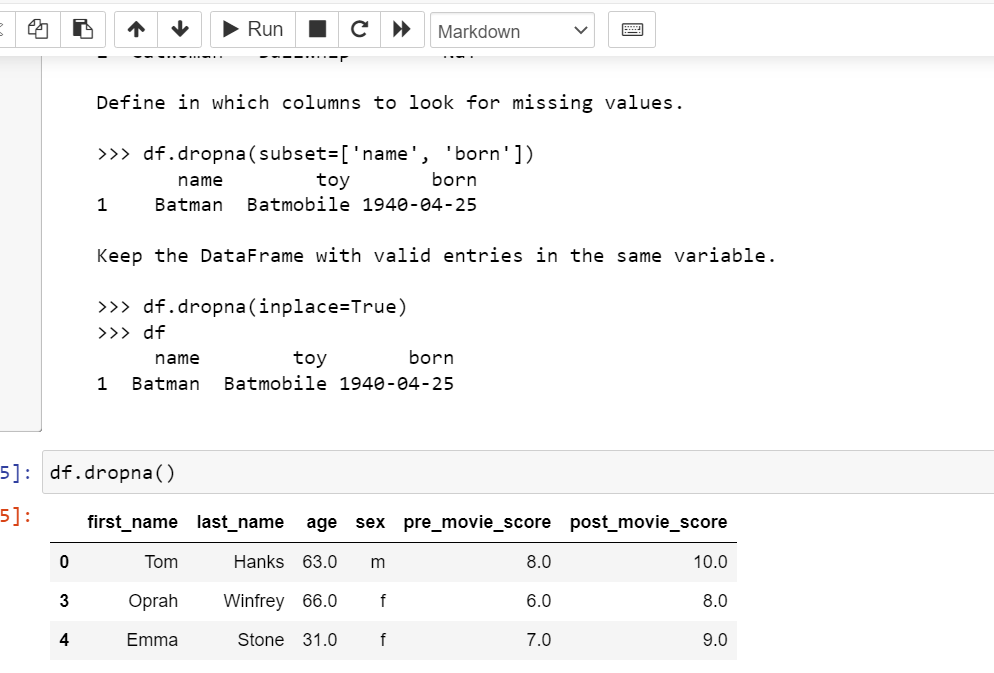 Run
Markdown
Define in which columns to look for missing values.
>>> df.dropna(subset=['name', 'born'])
name toy born
1 Batman Batmobile 1940-04-25
Keep the DataFrame with valid entries in the same variable.
>>> df.dropna(inplace=True)
>>> df
name toy born
1 Batman Batmobile 1940-04-25
5]: df.dropna()
5]:
first_name last_name age sex pre_movie_score post_movie_score
0 Tom Hanks 63.0 m 8.0 10.0
3 Oprah Winfrey 66.0 f 6.0 8.0
4 Emma Stone 31.0 f 7.0 9.0